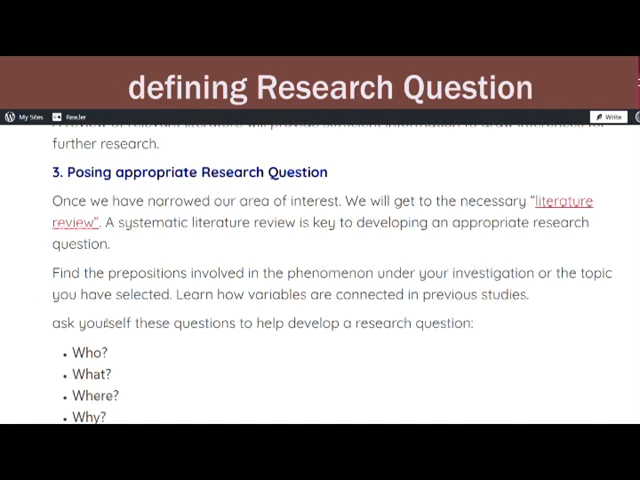 defining Research Question
My Sites
Reader
Write
further research.
3. Posing appropriate Research Question
Once we have narrowed our area of interest. We will get to the necessary "literature
review". A systematic literature review is key to developing an appropriate research
question.
Find the prepositions involved in the phenomenon under your investigation or the topic
you have selected. Learn how variables are connected in previous studies.
ask yourself these questions to help develop a research question:
• Who?
• What?
• Where?
• Why?